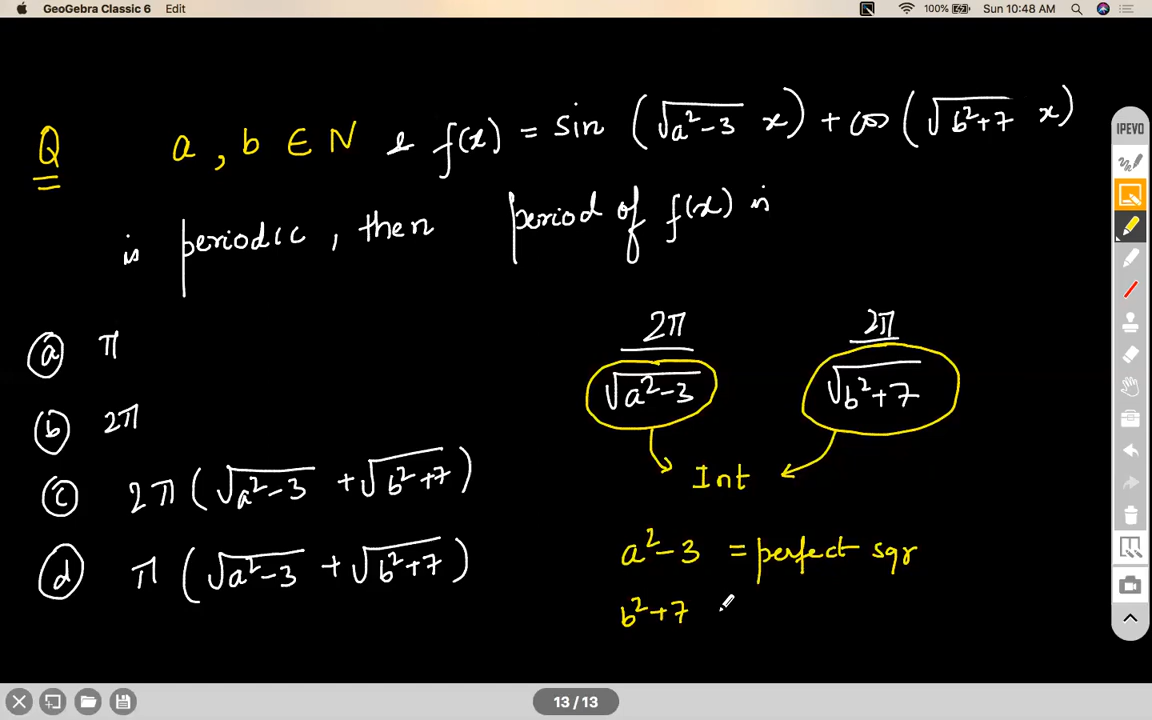 GeoGebra Classic 6 Edit 100% Sun 10:48 AM
Q a, b ∈ N & f(x) = sin (√(a²-3) x) + cos (√(b²+7) x)
is periodic, then period of f(x) is
IPEVO
(a) π
(b) 2π
(c) 2π(√(a²-3) + √(b²+7))
(d) π(√(a²-3) + √(b²+7))
2π/√(a²-3) 2π/√(b²+7)
Int
a²-3 = perfect sqr
b²+7
13/13